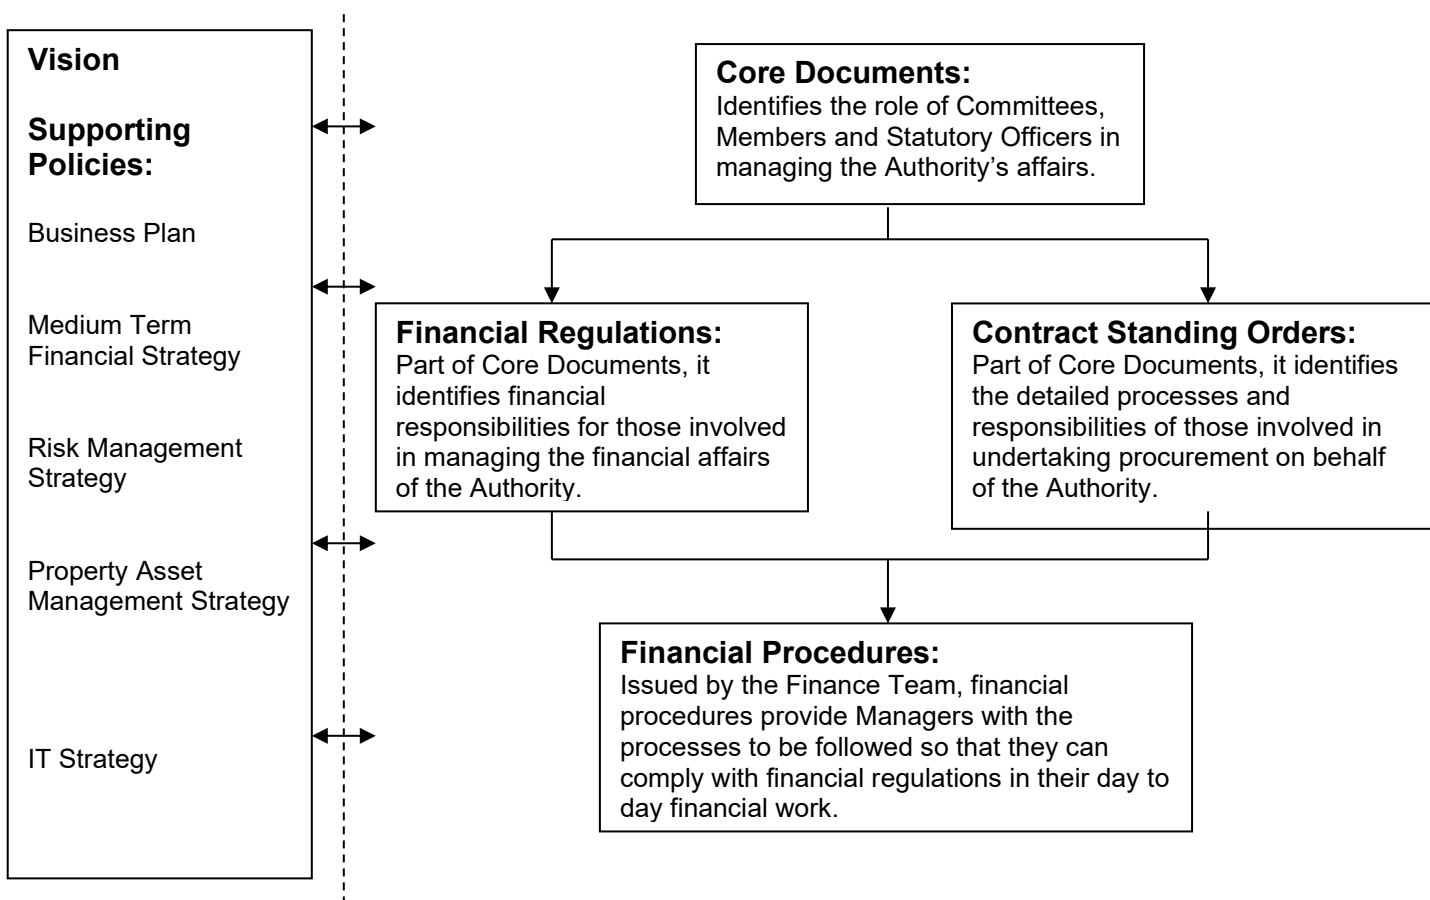 Vision
Supporting
Policies:
Business Plan
Medium Term
Financial Strategy
Risk Management
Strategy
Property Asset
Management Strategy
IT Strategy
Core Documents:
Identifies the role of Committees,
Members and Statutory Officers in
managing the Authority’s affairs.
Financial Regulations:
Part of Core Documents, it
identifies financial
responsibilities for those involved
in managing the financial affairs
of the Authority.
Contract Standing Orders:
Part of Core Documents, it identifies
the detailed processes and
responsibilities of those involved in
undertaking procurement on behalf
of the Authority.
Financial Procedures:
Issued by the Finance Team, financial
procedures provide Managers with the
processes to be followed so that they can
comply with financial regulations in their day to
day financial work.